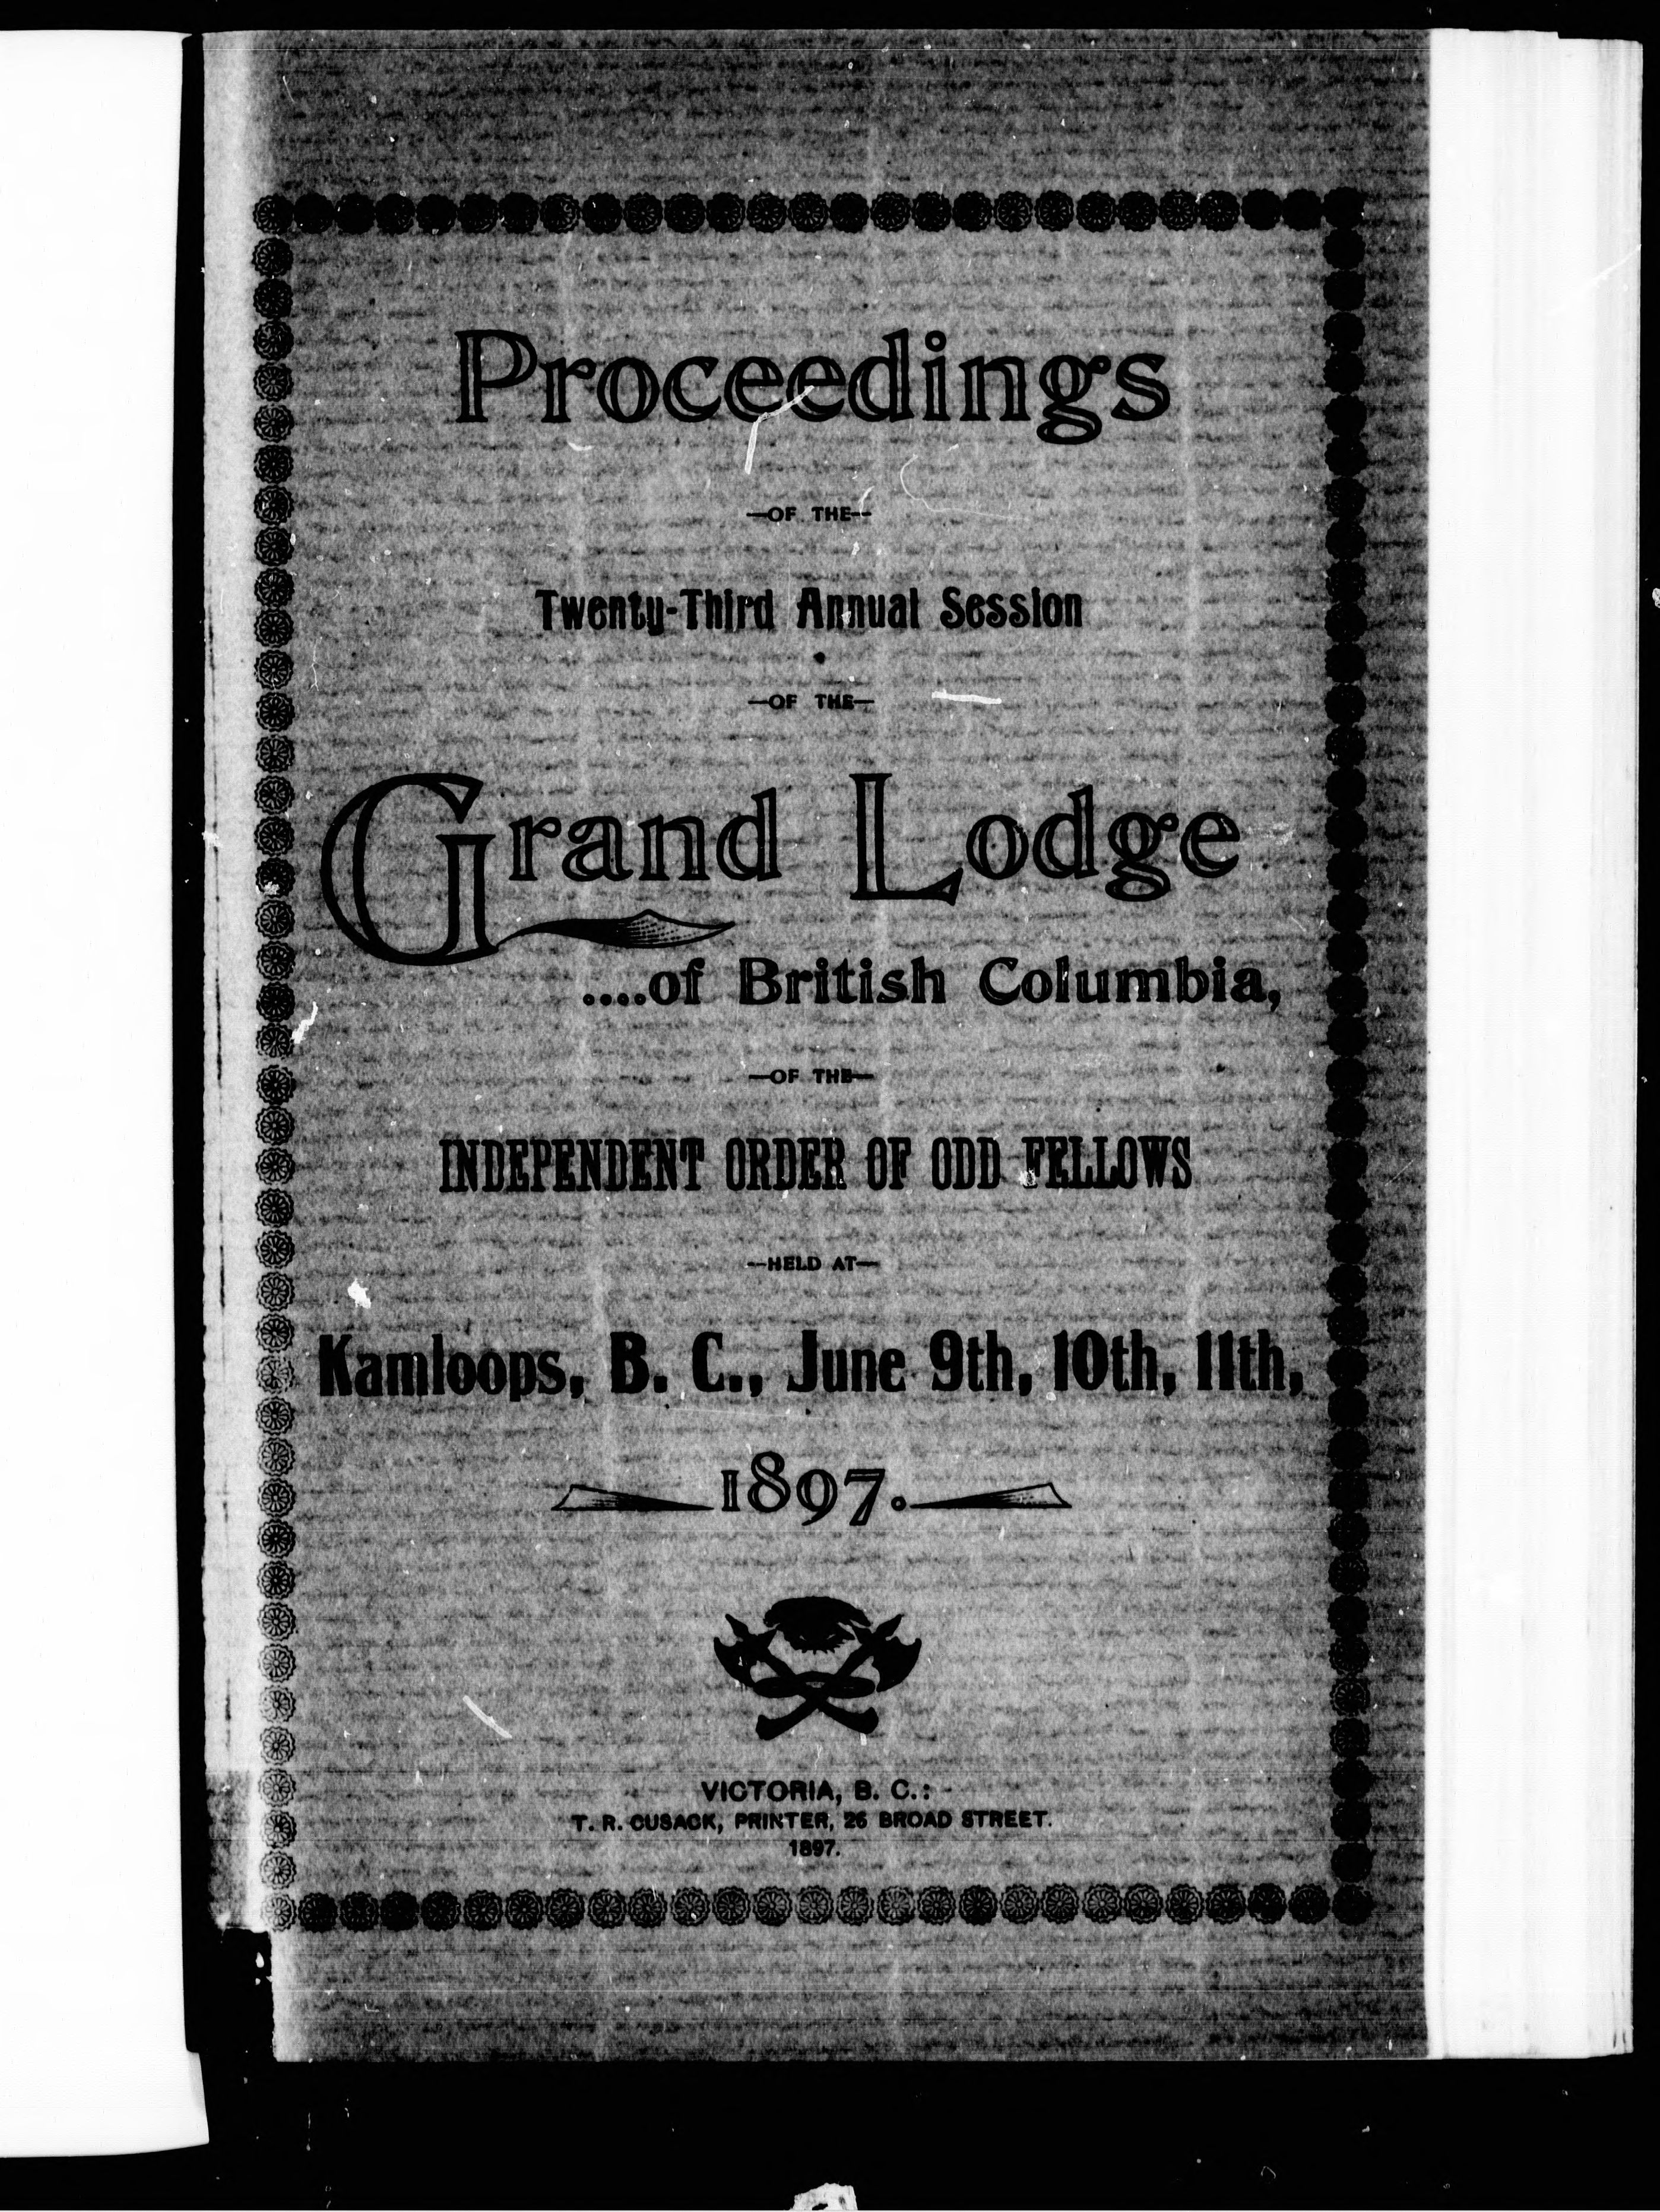 Proceedings
—OF THE—
Twenty-Third Annual Session
—OF THE—
Grand Lodge
....of British Columbia,
—OF THE—
INDEPENDENT ORDER OF ODD FELLOWS
—HELD AT—
Kamloops, B. C., June 9th, 10th, 11th,
1897.
VICTORIA, B. C.:
T. R. CUSACK, PRINTER, 26 BROAD STREET.
1897.